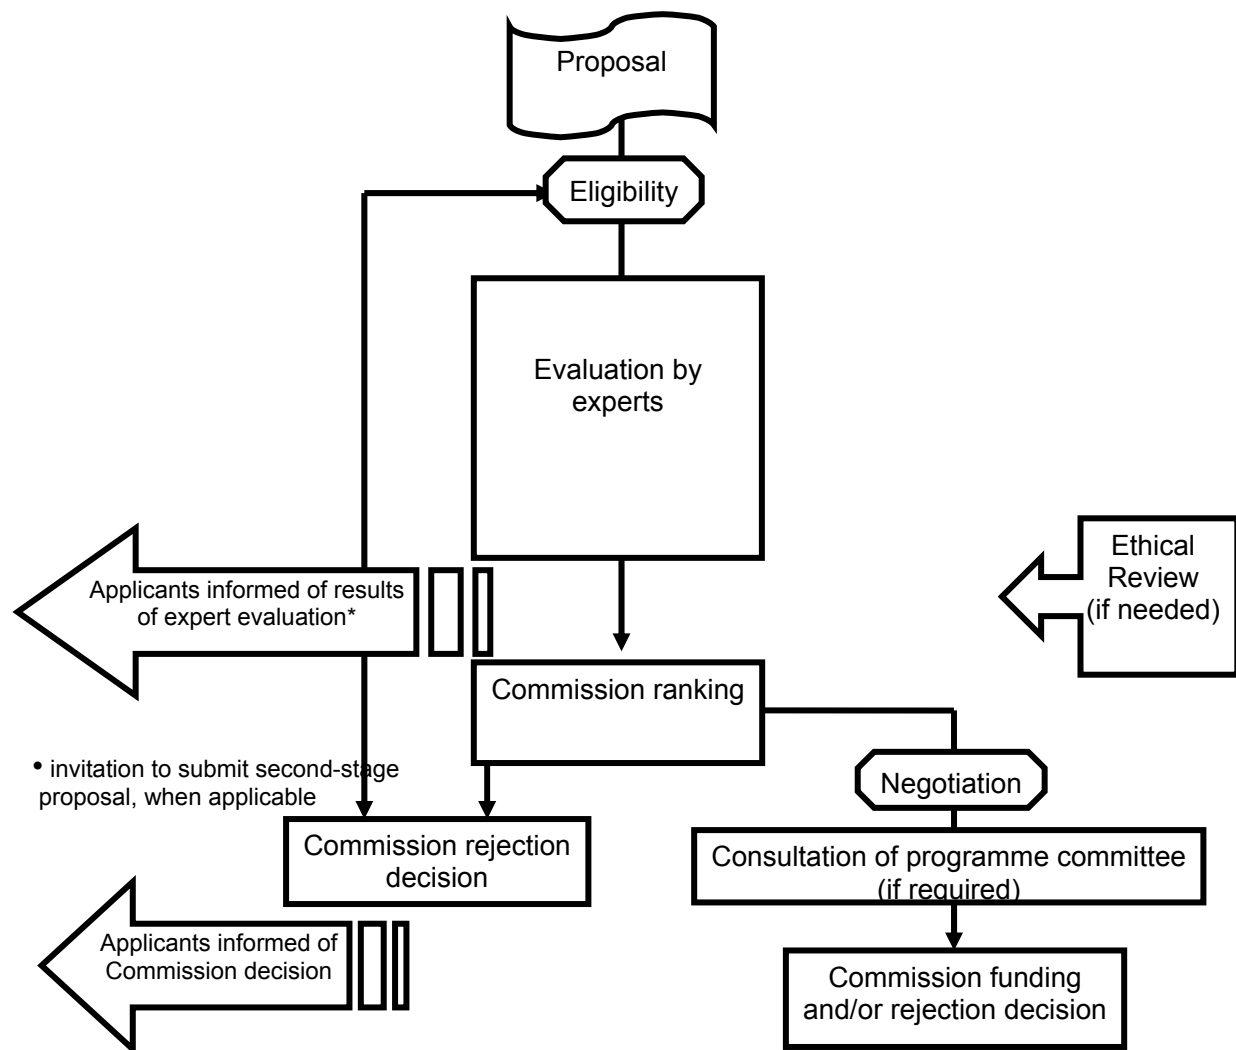 Proposal
Eligibility
Evaluation by
experts
Ethical
Review
(if needed)
Applicants informed of results
of expert evaluation*
Commission ranking
• invitation to submit second-stage
proposal, when applicable
Negotiation
Commission rejection
decision
Consultation of programme committee
(if required)
Applicants informed of
Commission decision
Commission funding
and/or rejection decision